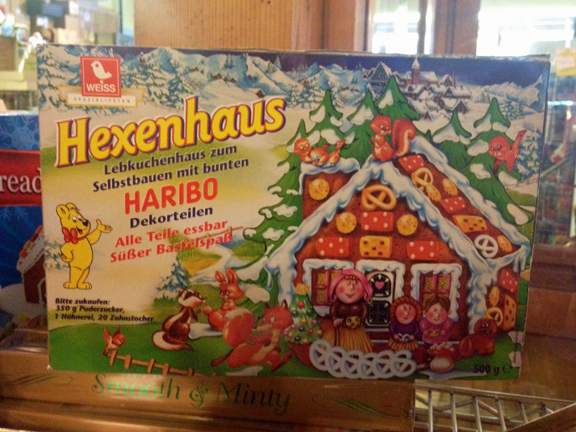 WEISS
SPEZIALITÄTEN
Hexenhaus
Lebkuchenhaus zum
Selbstbauen mit bunten
HARIBO
Dekorteilen
Alle Teile essbar
Süßer Bastelspaß
Bitte zukaufen:
350 g Puderzucker,
1 Hühnerei, 20 Zahnstocher
500 g e
read
Smooth & Minty